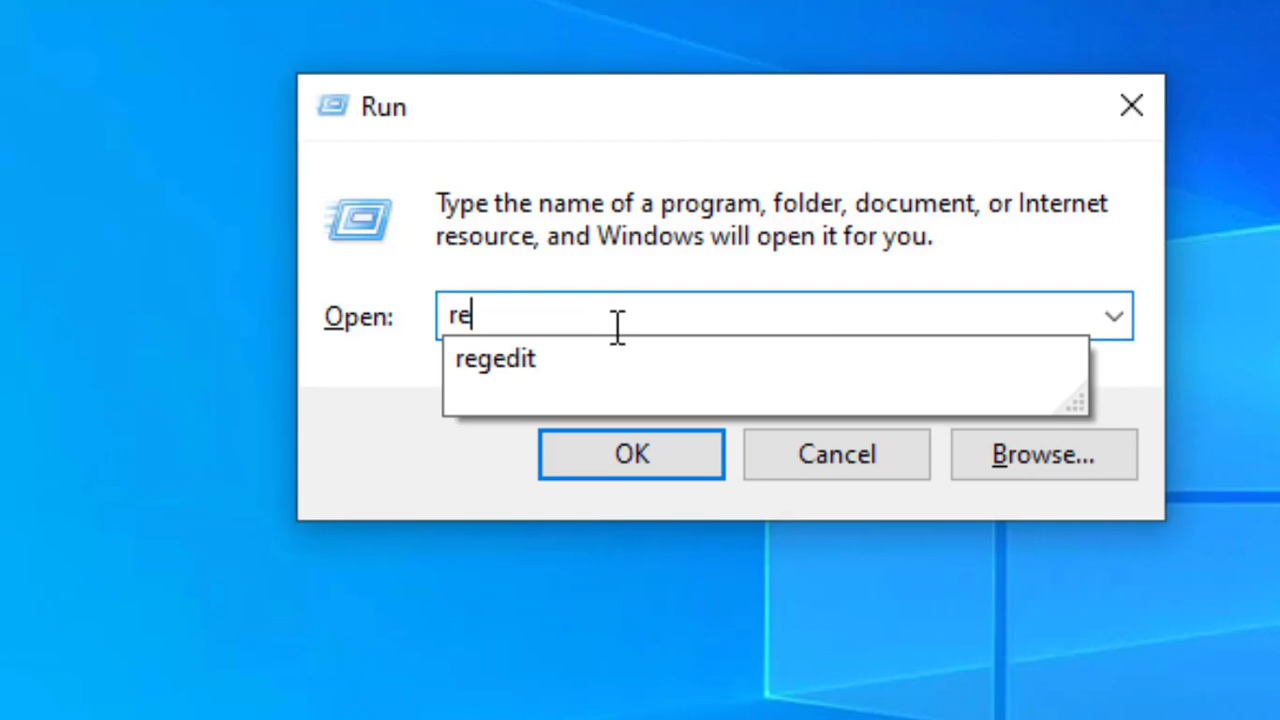 Run
Type the name of a program, folder, document, or Internet
resource, and Windows will open it for you.
Open:
re
regedit
OK
Cancel
Browse...